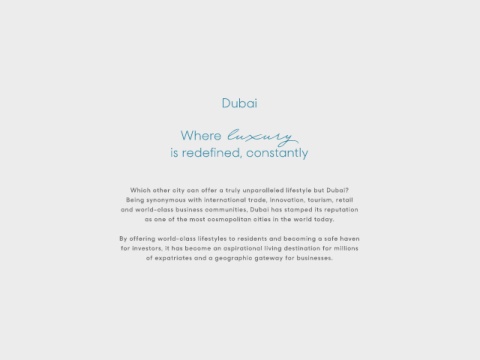 Dubai
Where luxury
is redefined, constantly
Which other city can offer a truly unparalleled lifestyle but Dubai?
Being synonymous with international trade, innovation, tourism, retail
and world-class business communities, Dubai has stamped its reputation
as one of the most cosmopolitan cities in the world today.
By offering world-class lifestyles to residents and becoming a safe haven
for investors, it has become an aspirational living destination for millions
of expatriates and a geographic gateway for businesses.